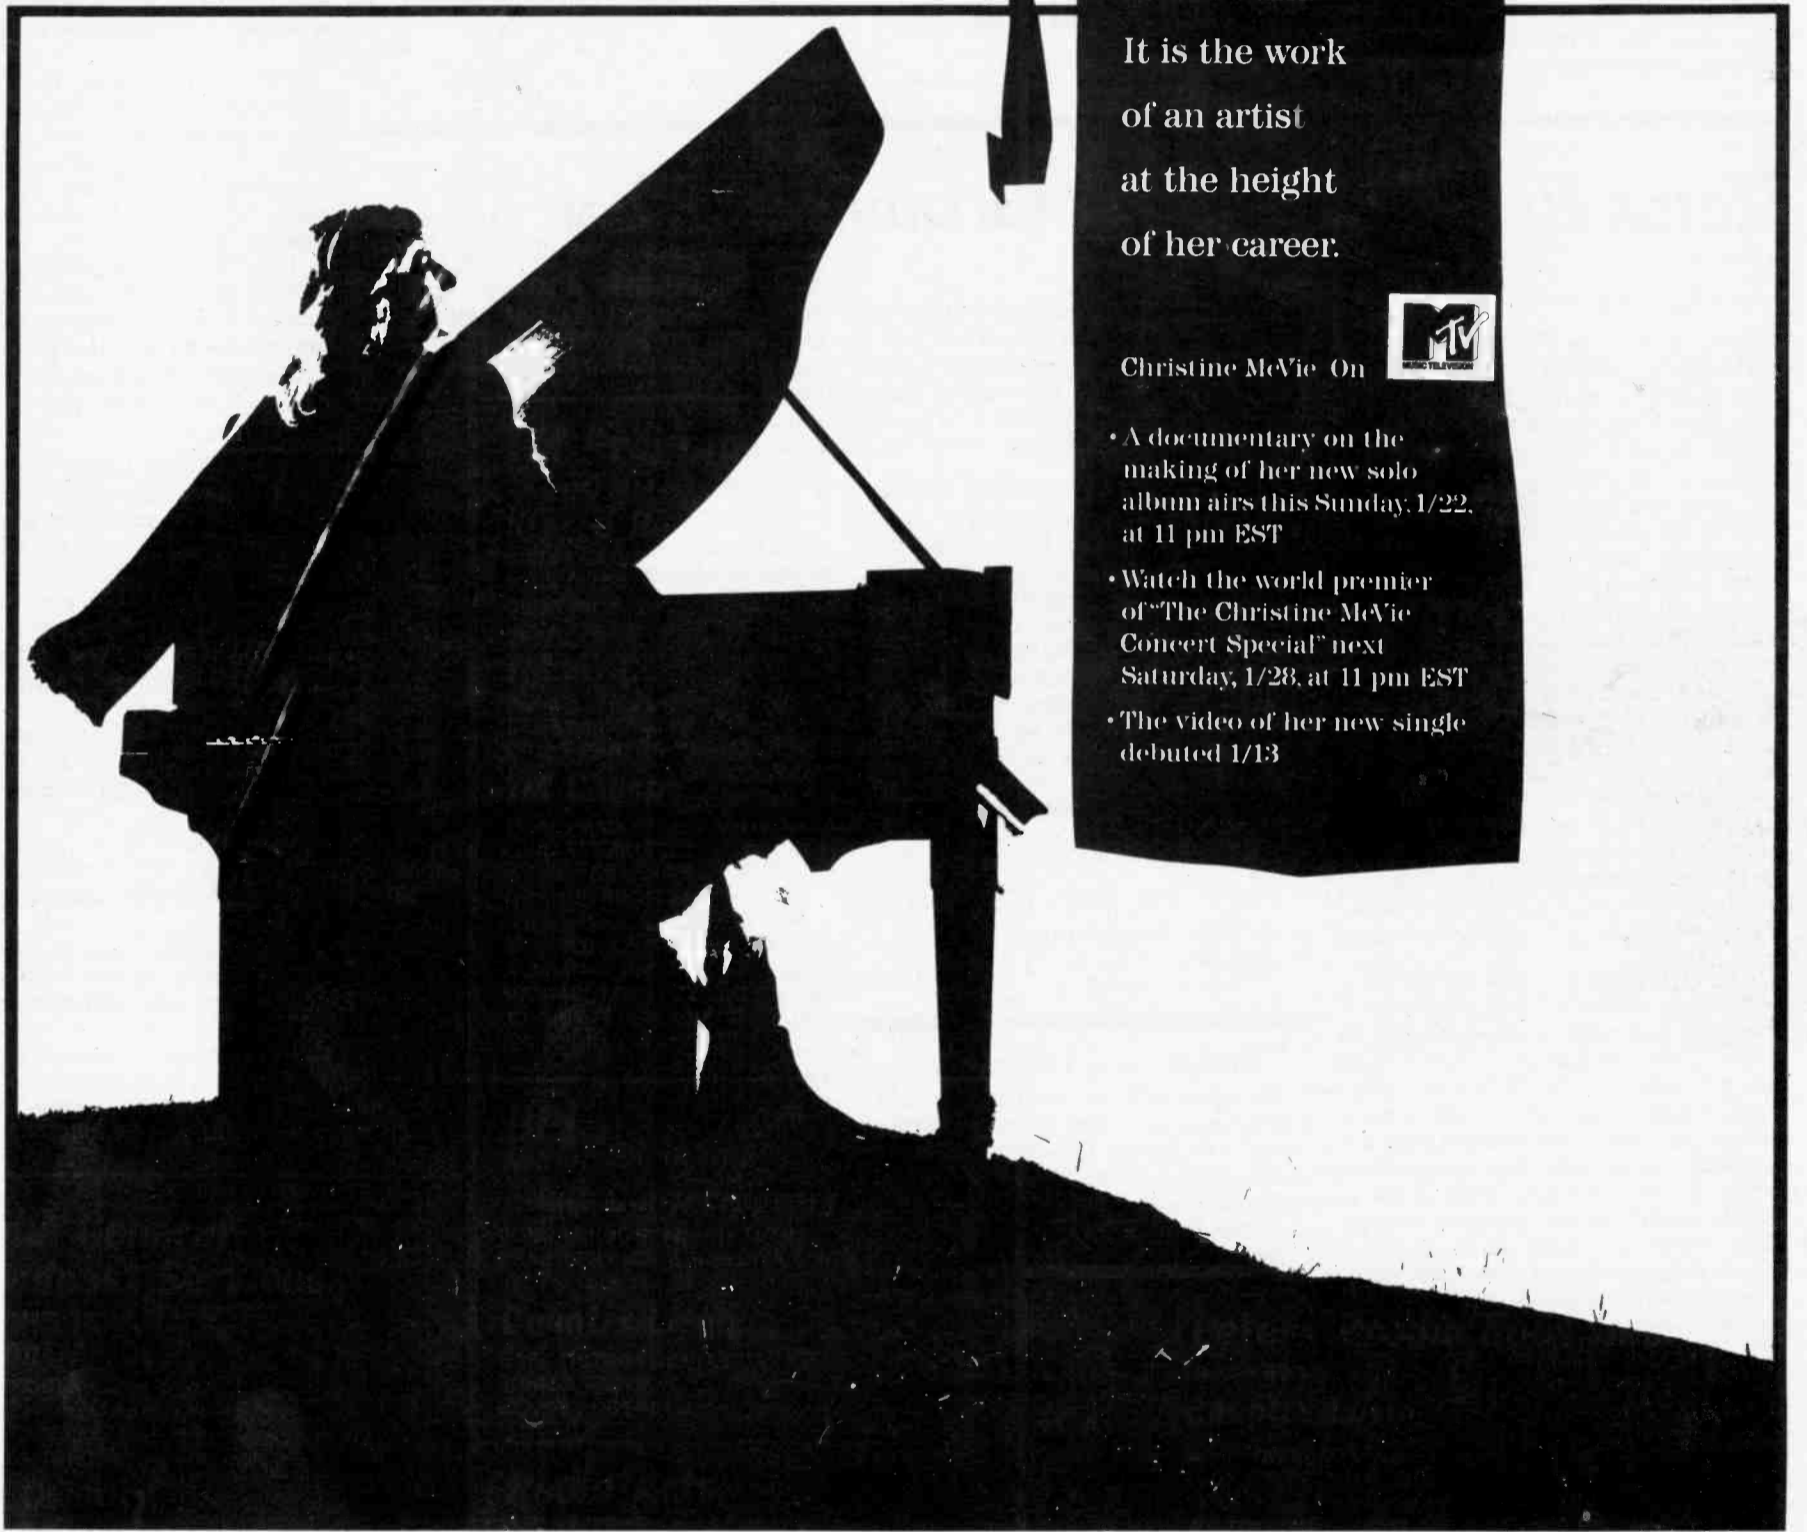 It is the work
of an artist
at the height
of her career.
MTV
MUSIC TELEVISION
Christine McVie On
• A documentary on the
making of her new solo
album airs this Sunday, 1/22,
at 11 pm EST
• Watch the world premier
of "The Christine McVie
Concert Special" next
Saturday, 1/28, at 11 pm EST
• The video of her new single
debuted 1/13